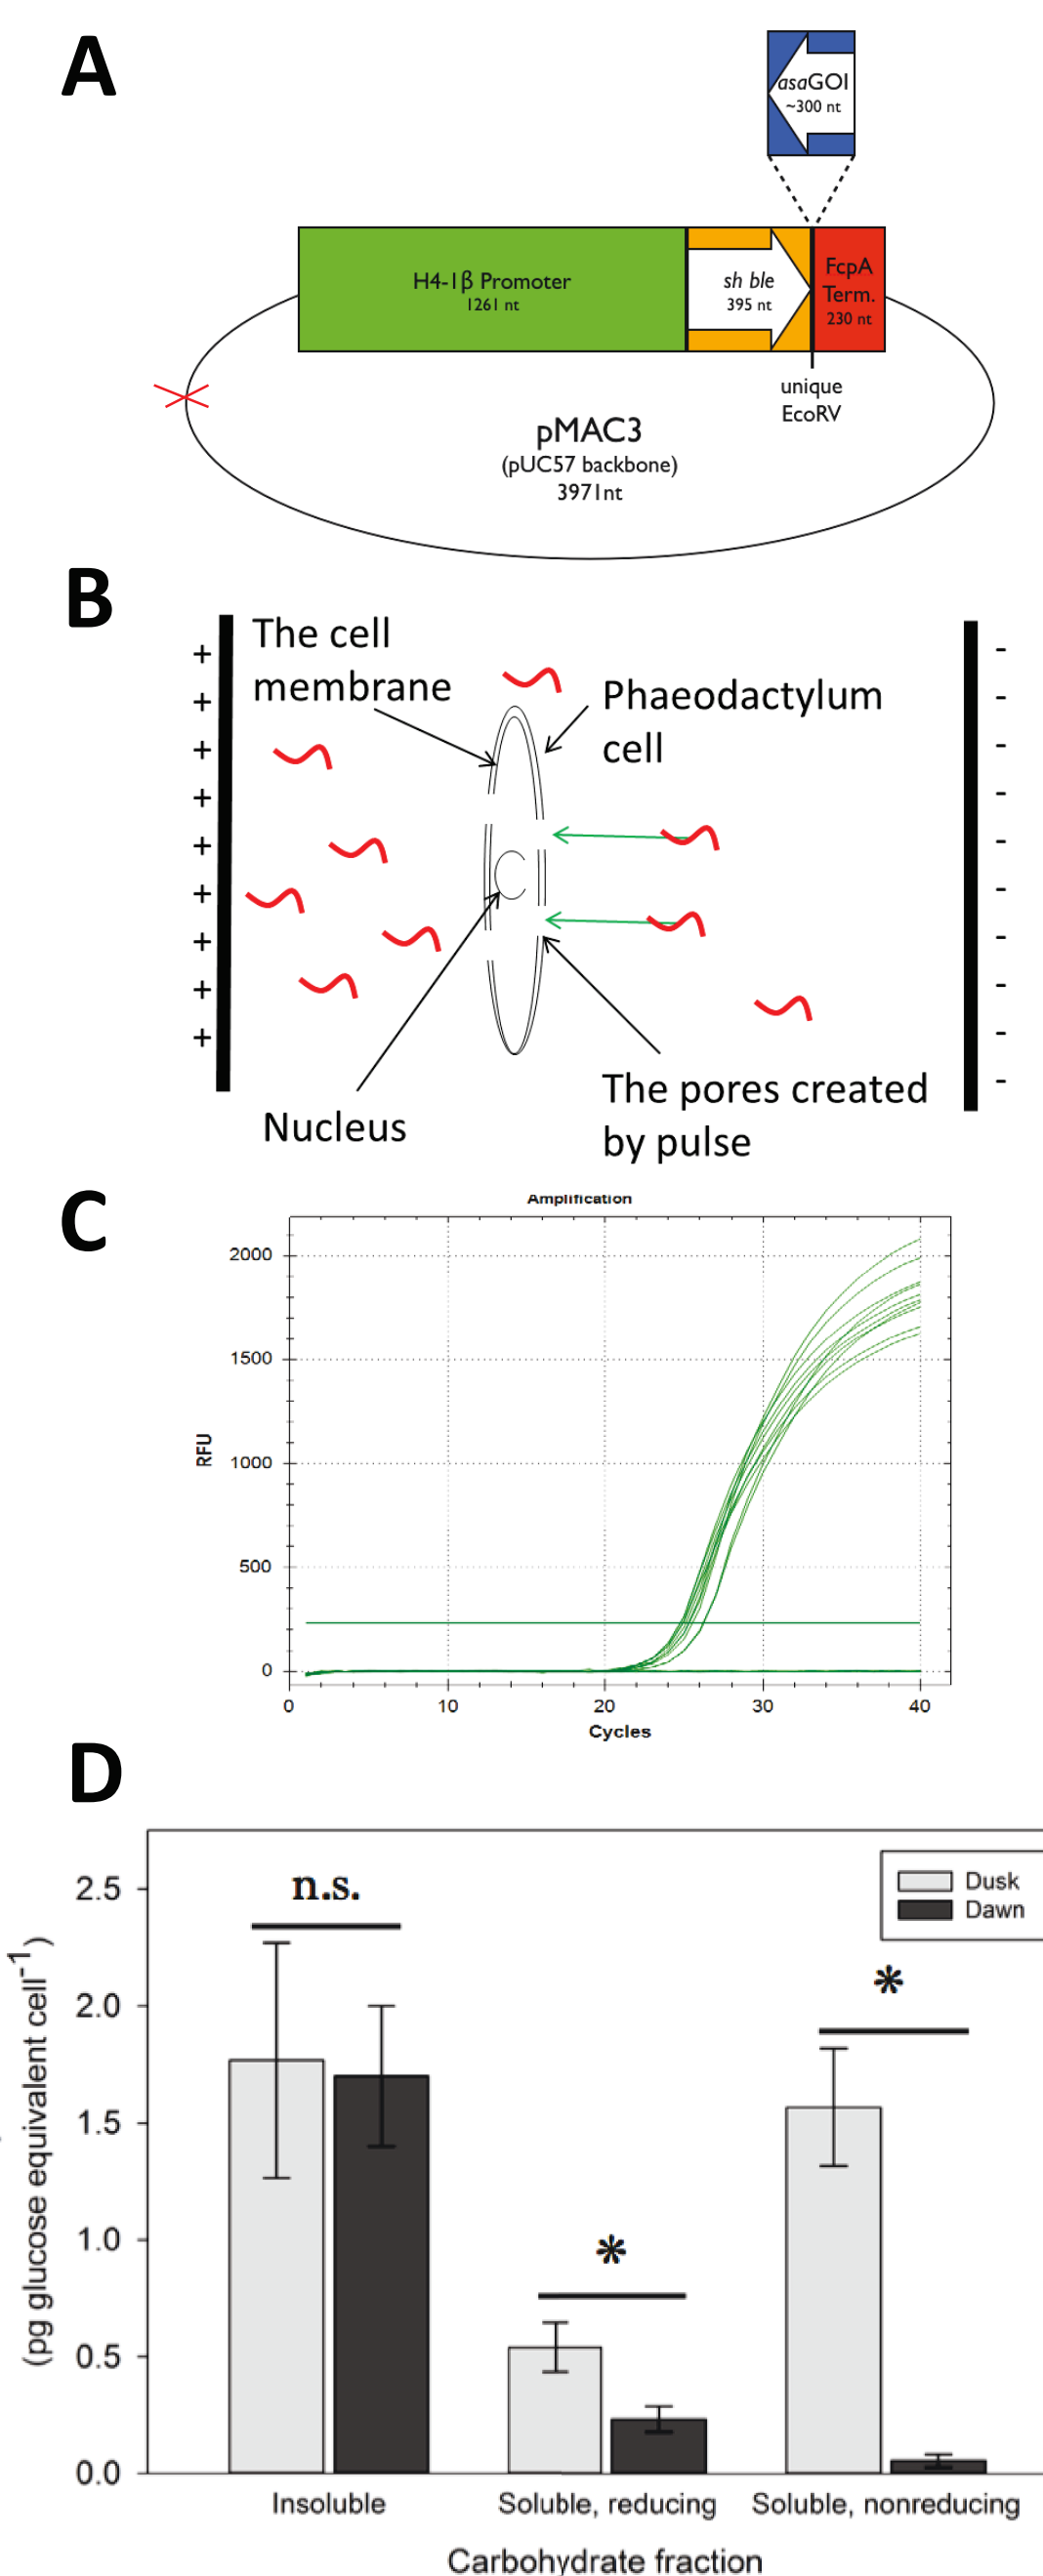 A
asaGOI
~300 nt
H4-1β Promoter
1261 nt
sh ble
395 nt
FcpA
Term.
230 nt
unique
EcoRV
pMAC3
(pUC57 backbone)
3971nt
B
The cell
membrane
Phaeodactylum
cell
+
+
+
+
+
+
+
+
+
-
-
-
-
-
-
-
-
-
-
Nucleus
The pores created
by pulse
C
Amplification
RFU
2000
1500
1000
500
0
0 10 20 30 40
Cycles
D
(pg glucose equivalent cell-1)
2.5
2.0
1.5
1.0
0.5
0.0
n.s.
*
*
Dusk
Dawn
Insoluble Soluble, reducing Soluble, nonreducing
Carbohydrate fraction